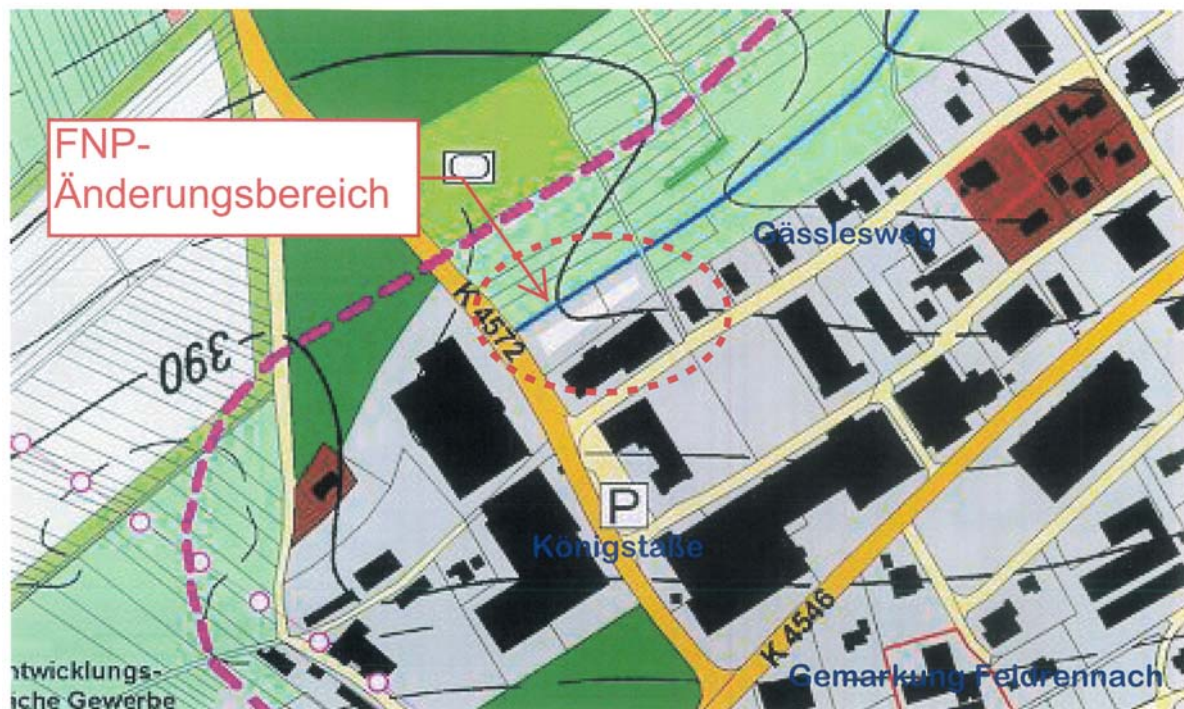 FNP-
Änderungsbereich
Gässlesweg
K 4572
390
P
Königstaße
K 4546
Gemarkung Feldrennach
ntwicklungs-
iche Gewerbe